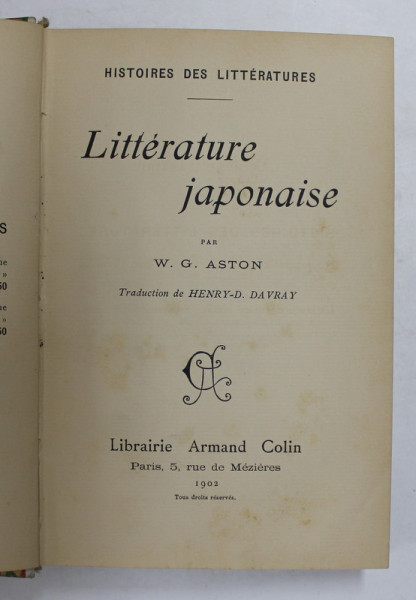 HISTOIRES DES LITTÉRATURES
Littérature
japonaise
PAR
W. G. ASTON
Traduction de HENRY-D. DAVRAY
Librairie Armand Colin
Paris, 5, rue de Mézières
1902
Tous droits réservés.